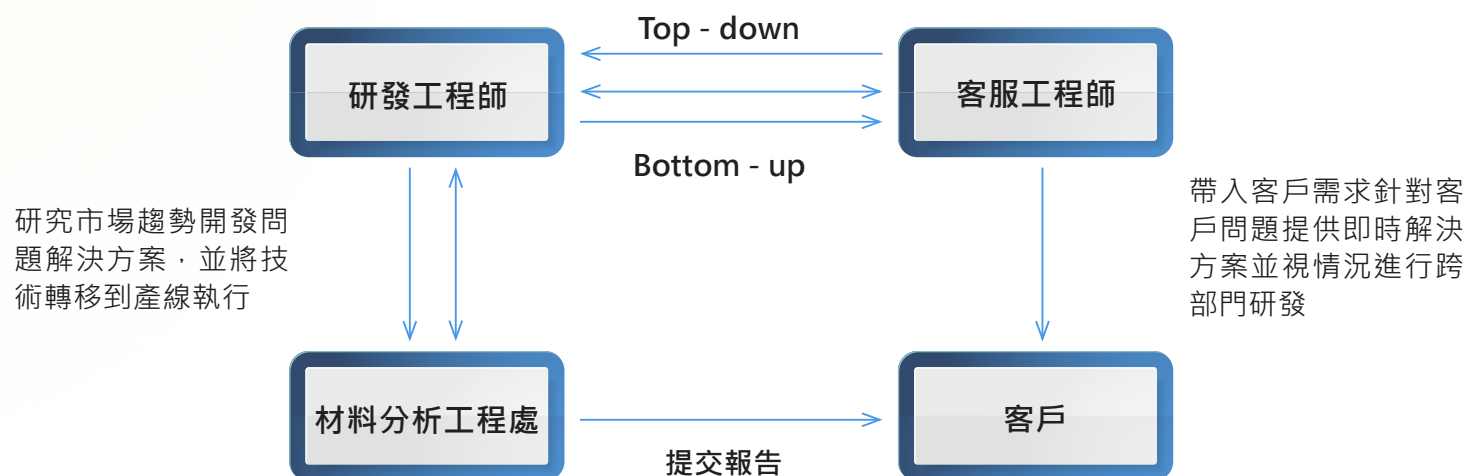 Top - down
研發工程師
客服工程師
Bottom - up
研究市場趨勢開發問
題解決方案，並將技
術轉移到產線執行
帶入客戶需求針對客
戶問題提供即時解決
方案並視情況進行跨
部門研發
材料分析工程處
客戶
提交報告